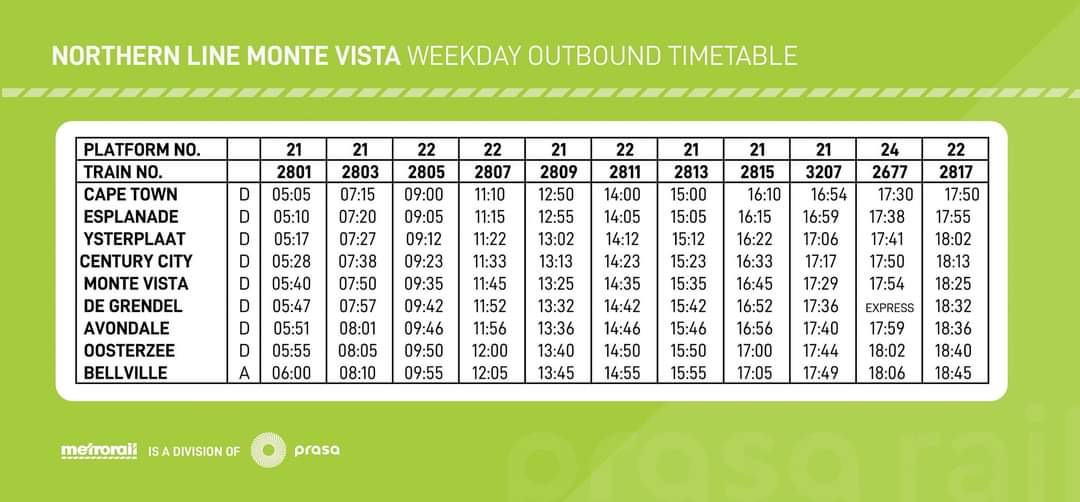 NORTHERN LINE MONTE VISTA WEEKDAY OUTBOUND TIMETABLE
PLATFORM NO. 21 21 22 22 21 22 21 21 21 24 22
TRAIN NO. 2801 2803 2805 2807 2809 2811 2813 2815 3207 2677 2817
CAPE TOWN D 05:05 07:15 09:00 11:10 12:50 14:00 15:00 16:10 16:54 17:30 17:50
ESPLANADE D 05:10 07:20 09:05 11:15 12:55 14:05 15:05 16:15 16:59 17:38 17:55
YSTERPLAAT D 05:17 07:27 09:12 11:22 13:02 14:12 15:12 16:22 17:06 17:41 18:02
CENTURY CITY D 05:28 07:38 09:23 11:33 13:13 14:23 15:23 16:33 17:17 17:50 18:13
MONTE VISTA D 05:40 07:50 09:35 11:45 13:25 14:35 15:35 16:45 17:29 17:54 18:25
DE GRENDEL D 05:47 07:57 09:42 11:52 13:32 14:42 15:42 16:52 17:36 EXPRESS 18:32
AVONDALE D 05:51 08:01 09:46 11:56 13:36 14:46 15:46 16:56 17:40 17:59 18:36
OOSTERZEE D 05:55 08:05 09:50 12:00 13:40 14:50 15:50 17:00 17:44 18:02 18:40
BELLVILLE A 06:00 08:10 09:55 12:05 13:45 14:55 15:55 17:05 17:49 18:06 18:45
metrorail IS A DIVISION OF prasa
prasa rail